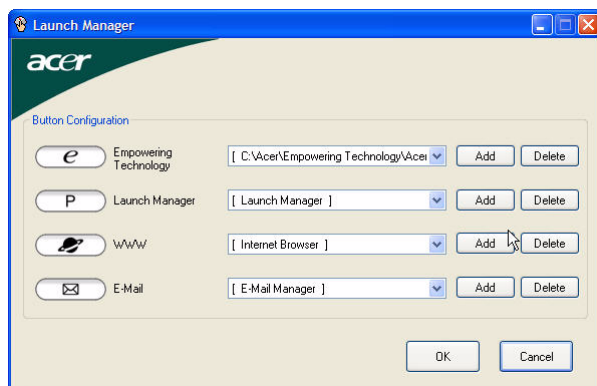 Launch Manager
acer
Button Configuration
e Empowering Technology [ C:\Acer\Empowering Technology\Acer Add Delete
P Launch Manager [ Launch Manager ] Add Delete
WWW [ Internet Browser ] Add Delete
E-Mail [ E-Mail Manager ] Add Delete
OK Cancel